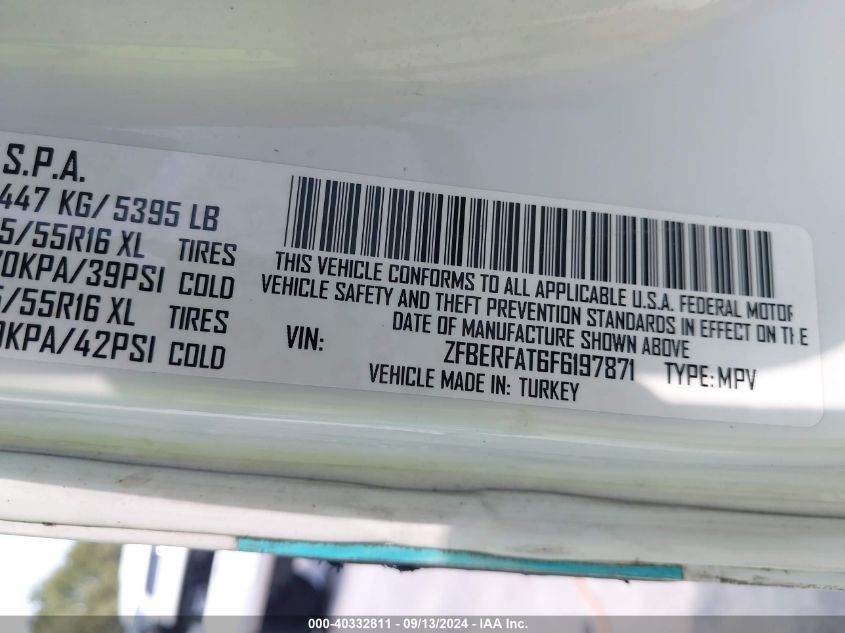 S.P.A.
447 KG/ 5395 LB
5/55R16 XL TIRES
0KPA/39PSI COLD
5/55R16 XL TIRES
0KPA/42PSI COLD
THIS VEHICLE CONFORMS TO ALL APPLICABLE U.S.A. FEDERAL MOTOR
VEHICLE SAFETY AND THEFT PREVENTION STANDARDS IN EFFECT ON THE
DATE OF MANUFACTURE SHOWN ABOVE
VIN: ZFBERFAT6F6197871 TYPE: MPV
VEHICLE MADE IN: TURKEY
000-40332811 - 09/13/2024 - IAA Inc.